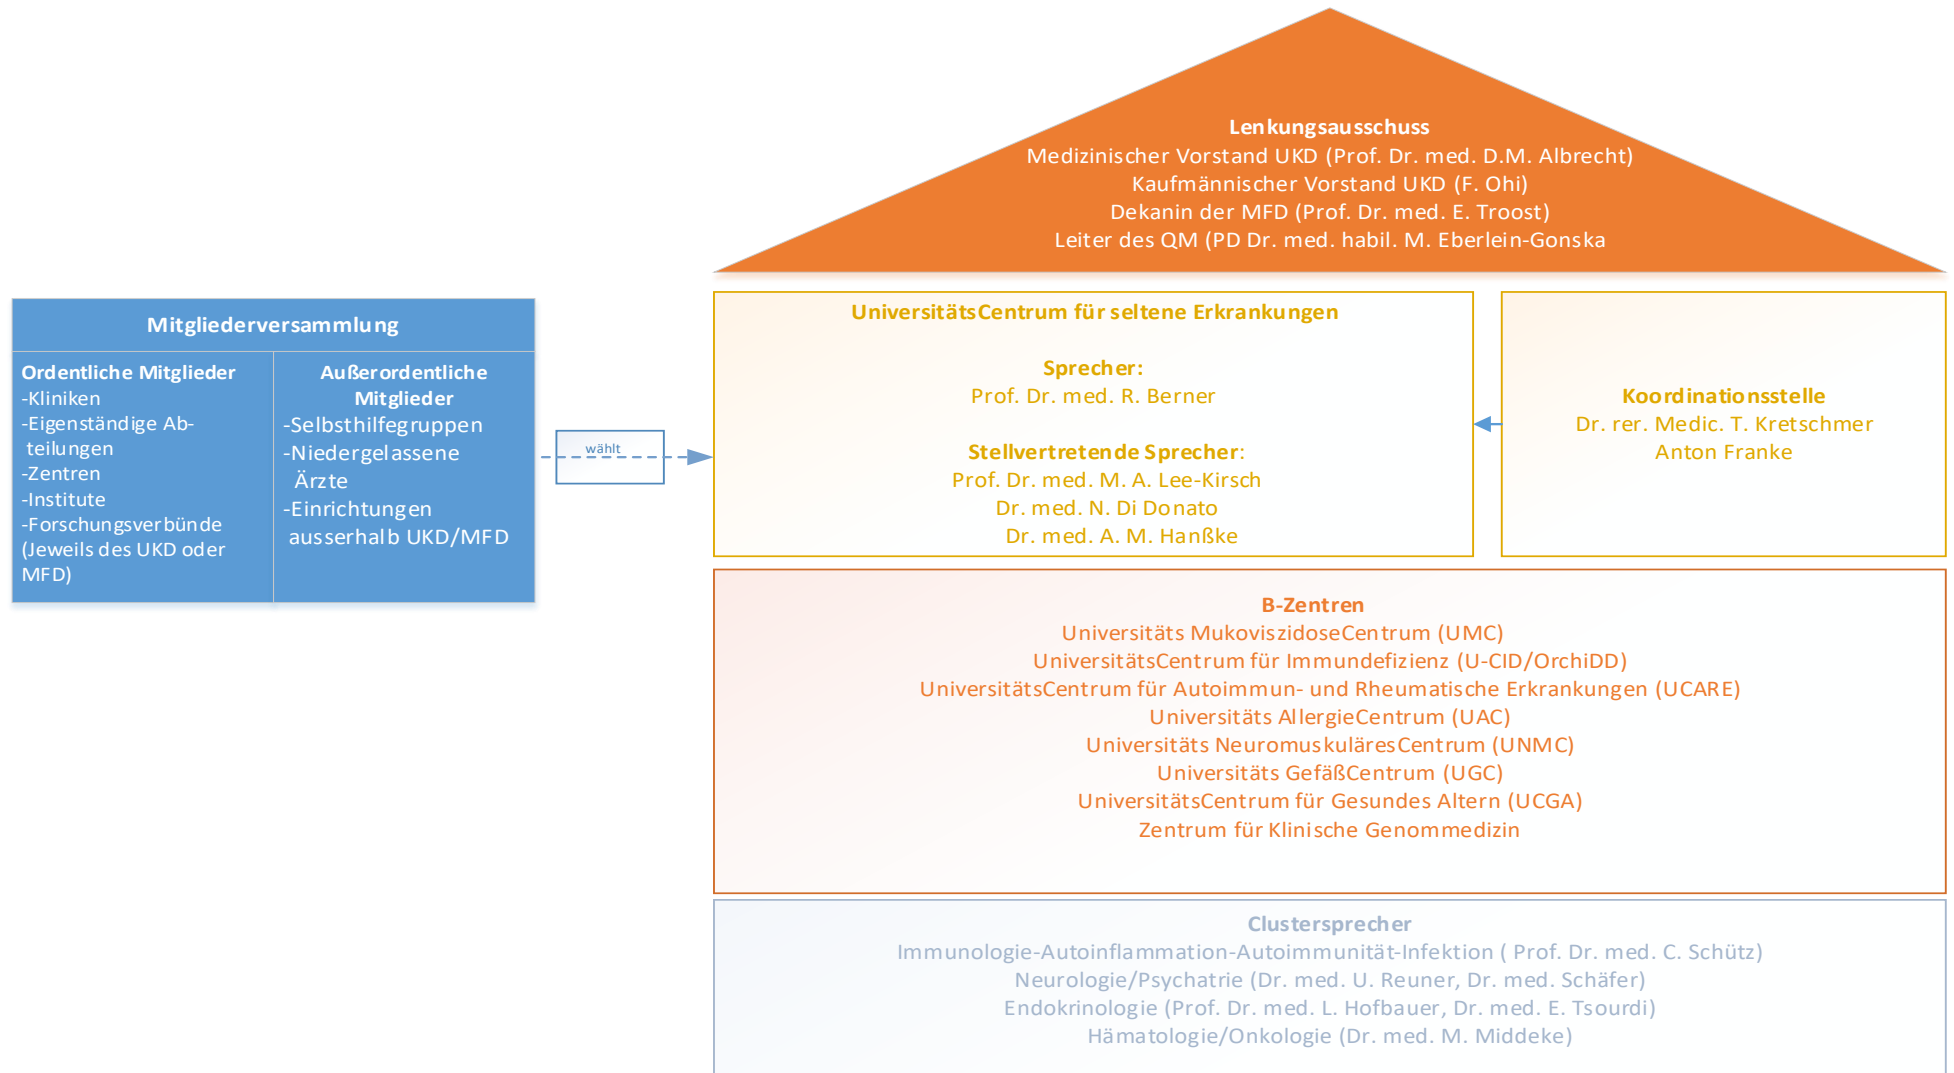 Lenkungsausschuss
Medizinischer Vorstand UKD (Prof. Dr. med. D.M. Albrecht)
Kaufmännischer Vorstand UKD (F. Ohi)
Dekanin der MFD (Prof. Dr. med. E. Troost)
Leiter des QM (PD Dr. med. habil. M. Eberlein-Gonska
Mitgliederversammlung
Ordentliche Mitglieder
-Kliniken
-Eigenständige Ab-
teilungen
-Zentren
-Institute
-Forschungsverbünde
(Jeweils des UKD oder
MFD)
Außerordentliche
Mitglieder
-Selbsthilfegruppen
-Niedergelassene
Ärzte
-Einrichtungen
ausserhalb UKD/MFD
wählt
UniversitätsCentrum für seltene Erkrankungen
Sprecher:
Prof. Dr. med. R. Berner
Stellvertretende Sprecher:
Prof. Dr. med. M. A. Lee-Kirsch
Dr. med. N. Di Donato
Dr. med. A. M. Hanßke
Koordinationsstelle
Dr. rer. Medic. T. Kretschmer
Anton Franke
B-Zentren
Universitäts MukoviszidoseCentrum (UMC)
UniversitätsCentrum für Immundefizienz (U-CID/OrchiDD)
UniversitätsCentrum für Autoimmun- und Rheumatische Erkrankungen (UCARE)
Universitäts AllergieCentrum (UAC)
Universitäts NeuromuskuläresCentrum (UNMC)
Universitäts GefäßCentrum (UGC)
UniversitätsCentrum für Gesundes Altern (UCGA)
Zentrum für Klinische Genommedizin
Clustersprecher
Immunologie-Autoinflammation-Autoimmunität-Infektion ( Prof. Dr. med. C. Schütz)
Neurologie/Psychatrie (Dr. med. U. Reuner, Dr. med. Schäfer)
Endokrinologie (Prof. Dr. med. L. Hofbauer, Dr. med. E. Tsourdi)
Hämatologie/Onkologie (Dr. med. M. Middeke)